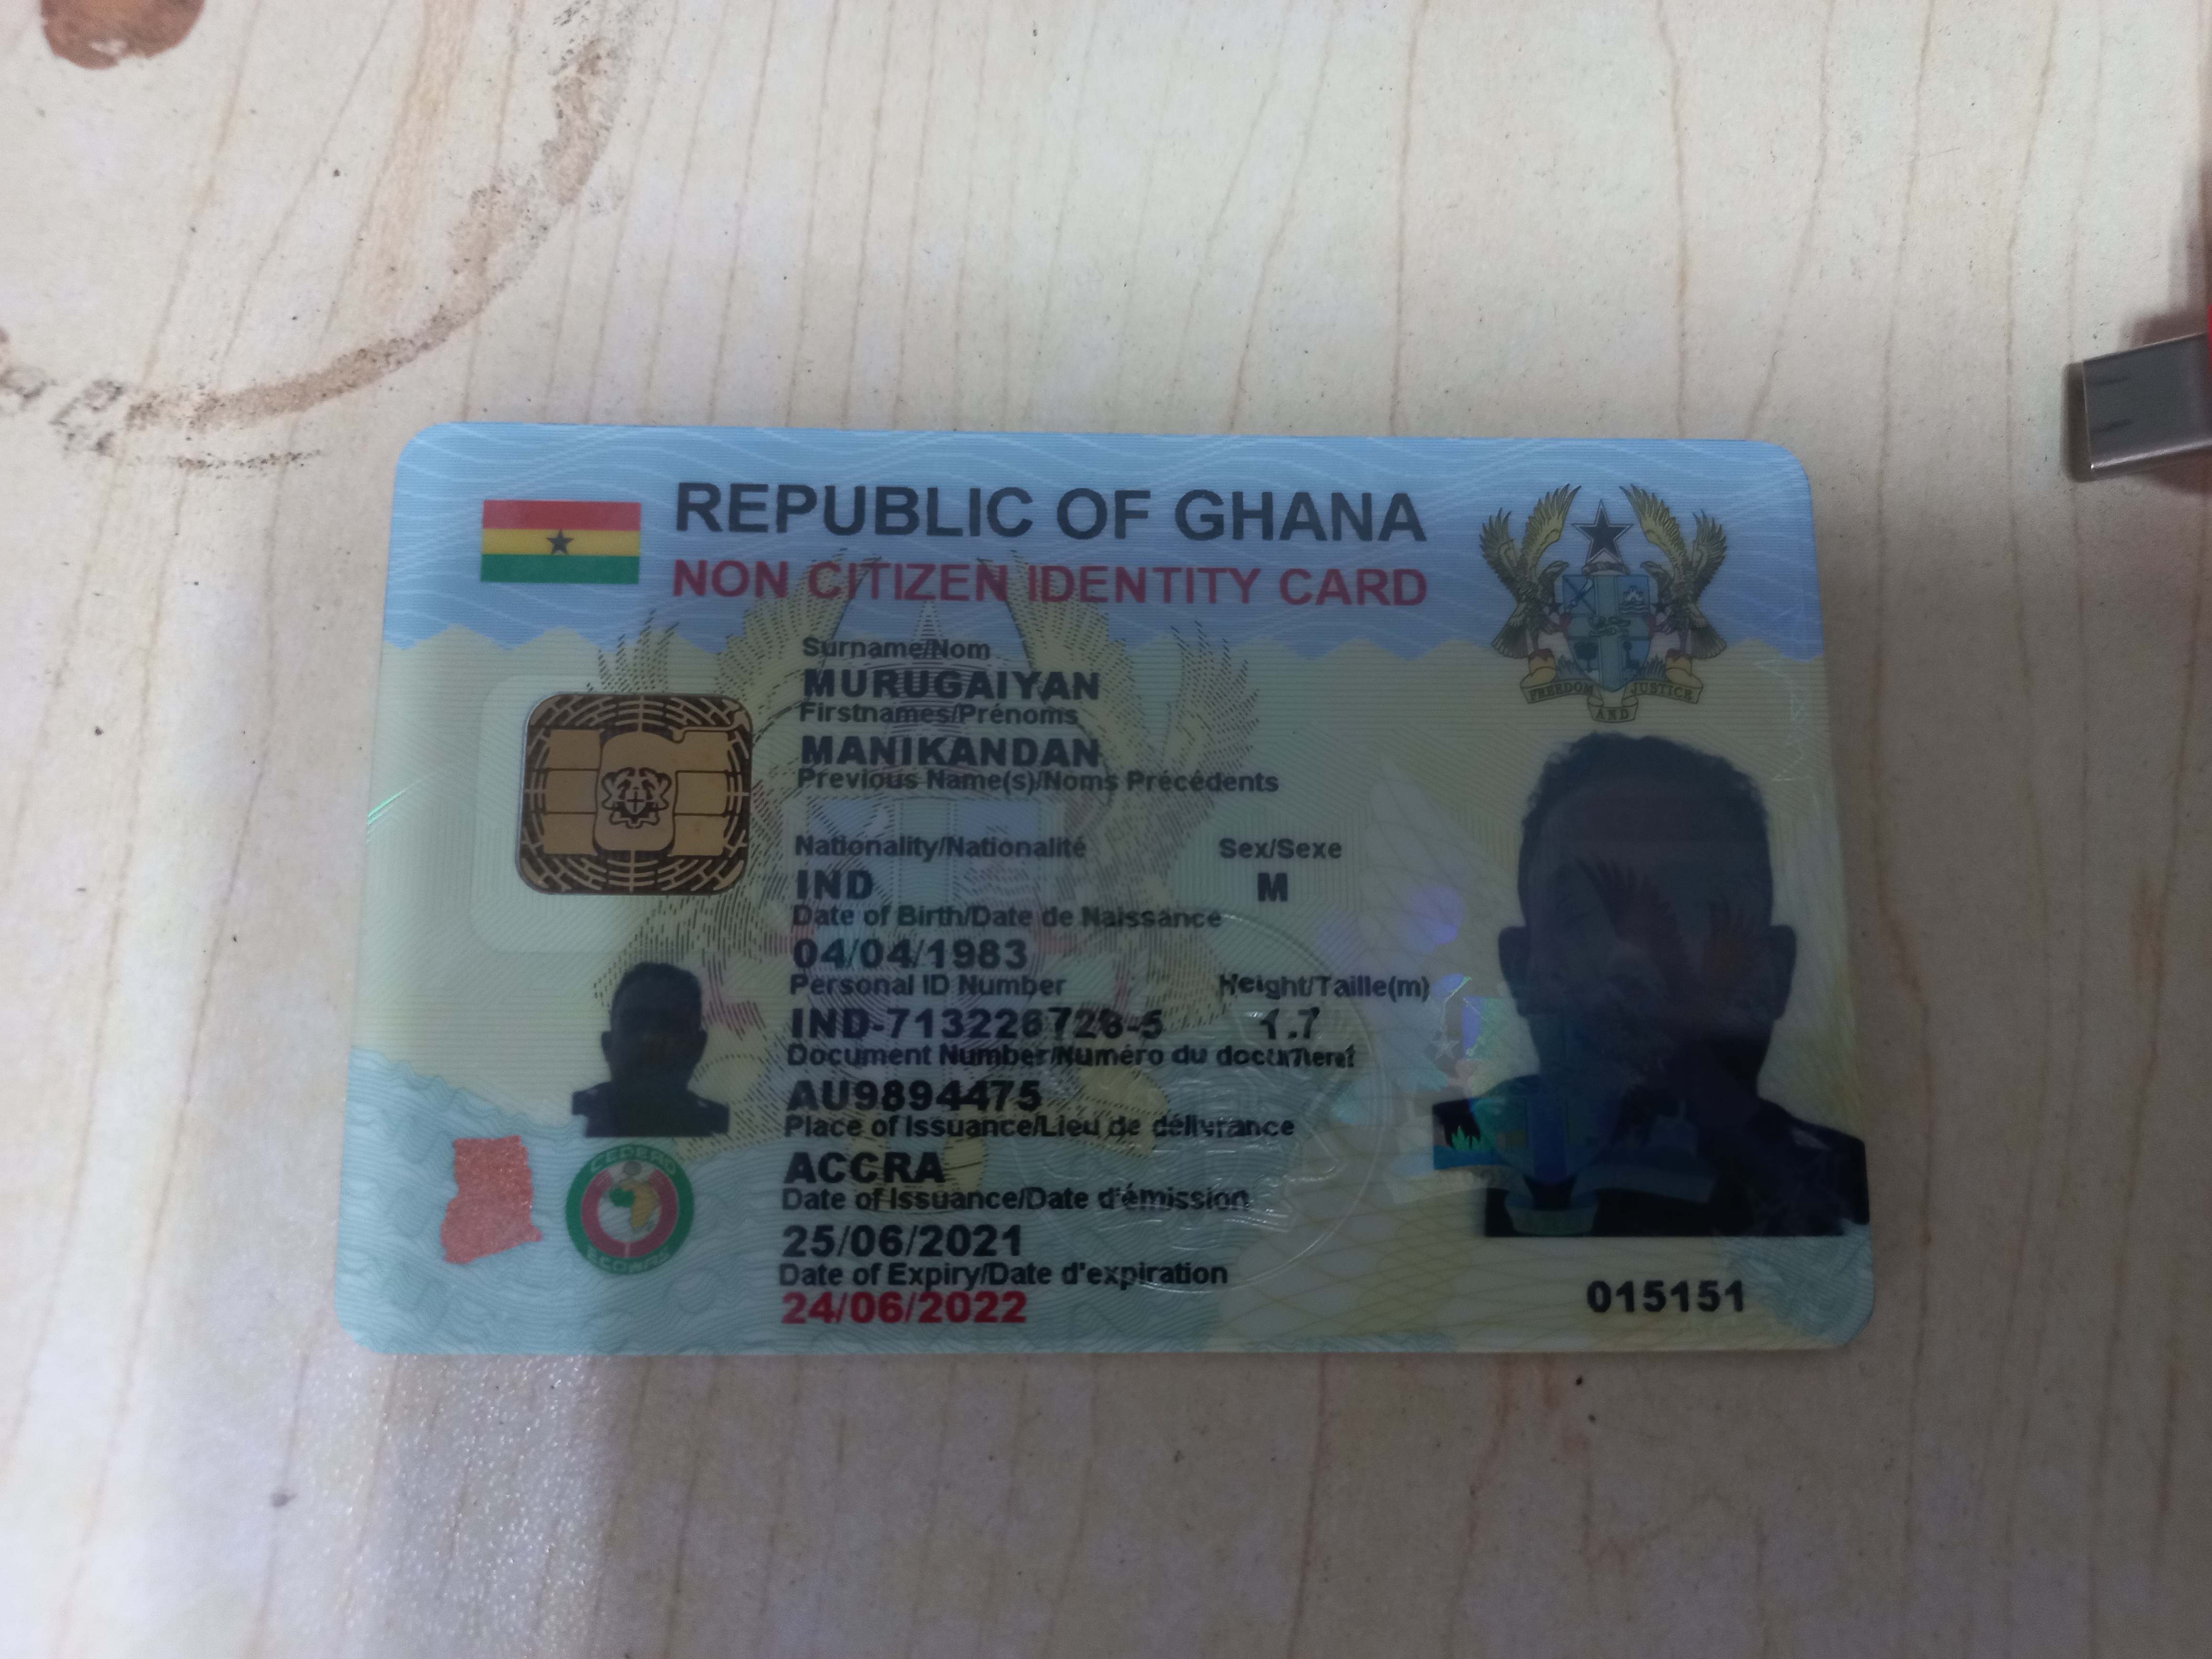 REPUBLIC OF GHANA
NON CITIZEN IDENTITY CARD
Surname/Nom
MURUGAIYAN
Firstnames/Prénoms
MANIKANDAN
Previous Name(s)/Noms Précédents
Nationality/Nationalité Sex/Sexe
IND M
Date of Birth/Date de Naissance
04/04/1983
Personal ID Number Height/Taille(m)
IND-713228728-5 1.7
Document Number/Numéro du document
AU9894475
Place of Issuance/Lieu de délivrance
ACCRA
Date of Issuance/Date d'émission
25/06/2021
Date of Expiry/Date d'expiration
24/06/2022
015151
FREEDOM AND JUSTICE
CEDEAO
ECOWAS